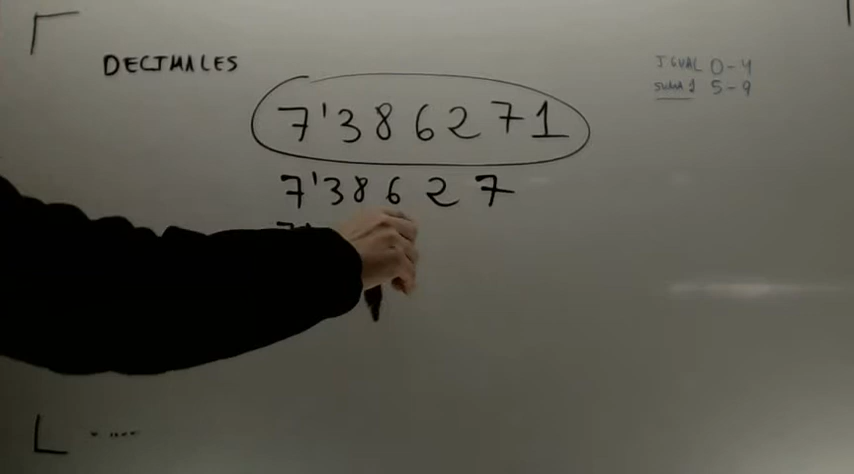 DECIMALES
IGUAL 0-4
SUMA 1 5-9
7'386271
7'38627